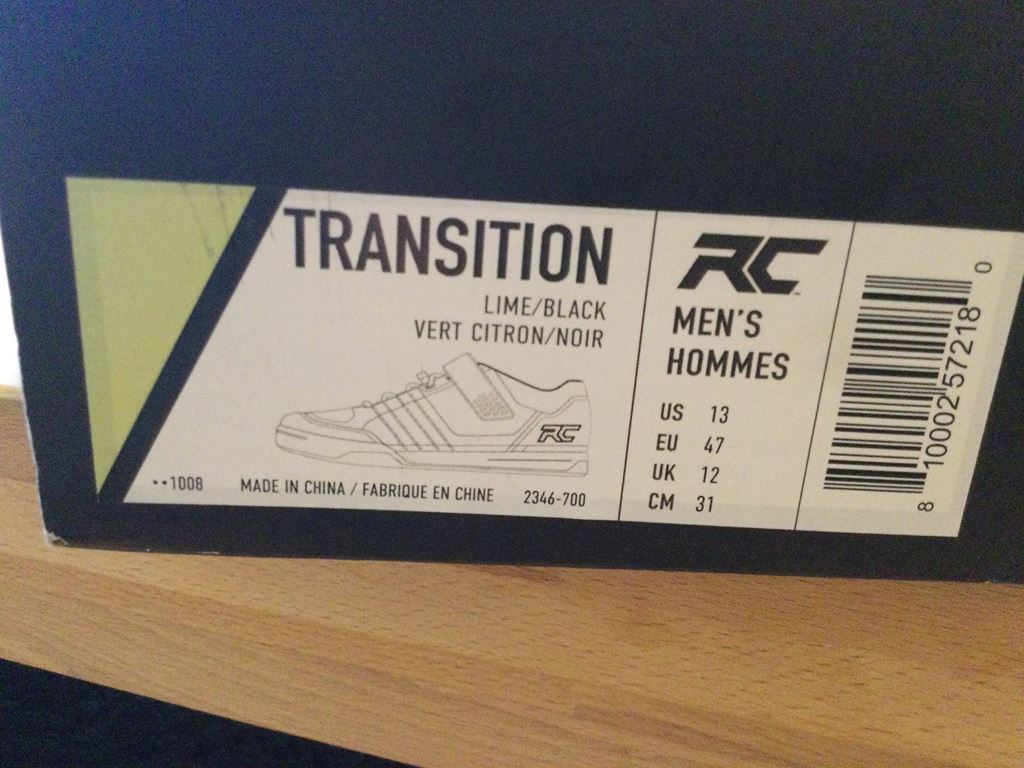 TRANSITION
LIME/BLACK
VERT CITRON/NOIR
RC
••1008
MADE IN CHINA / FABRIQUE EN CHINE
2346-700
RC
MEN'S
HOMMES
US 13
EU 47
UK 12
CM 31
8 10002 57218 0